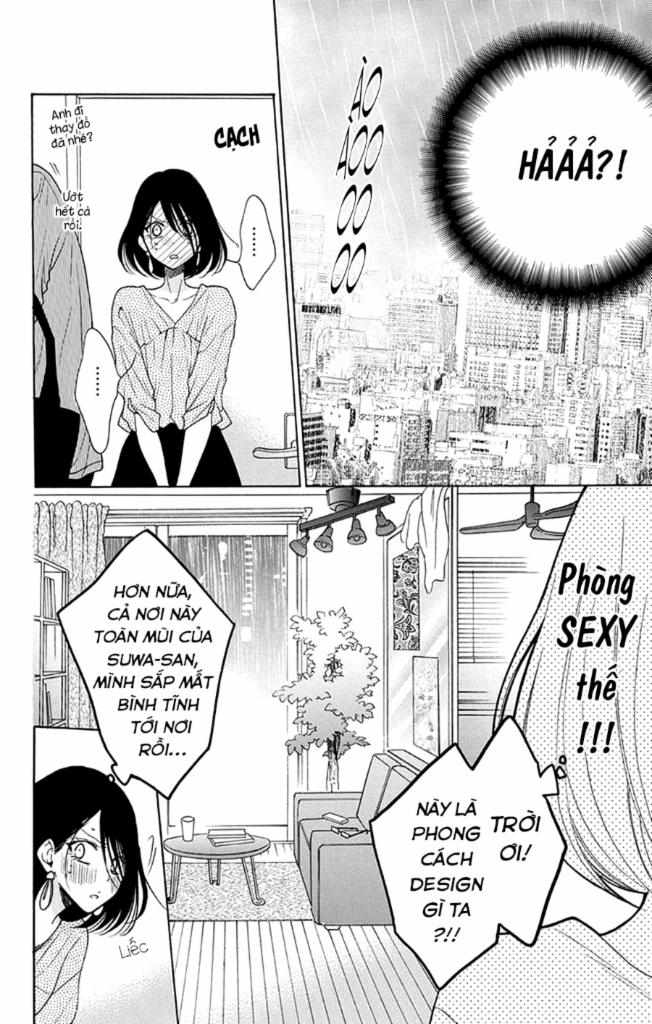 HẢẢẢ?!
ÀO
ÀOO
OO
OO
CẠCH
......
Anh đi
thay đồ
đã nhé?
Ướt
hết cả
rồi.
......
Phòng
SEXY
thế
!!!
TRỜI
ƠI!
NÀY LÀ
PHONG
CÁCH
DESIGN
GÌ TA
?!!
HƠN NỮA,
CẢ NƠI NÀY
TOÀN MÙI CỦA
SUWA-SAN,
MÌNH SẮP MẤT
BÌNH TĨNH
TỚI NƠI
RỒI...
Liếc